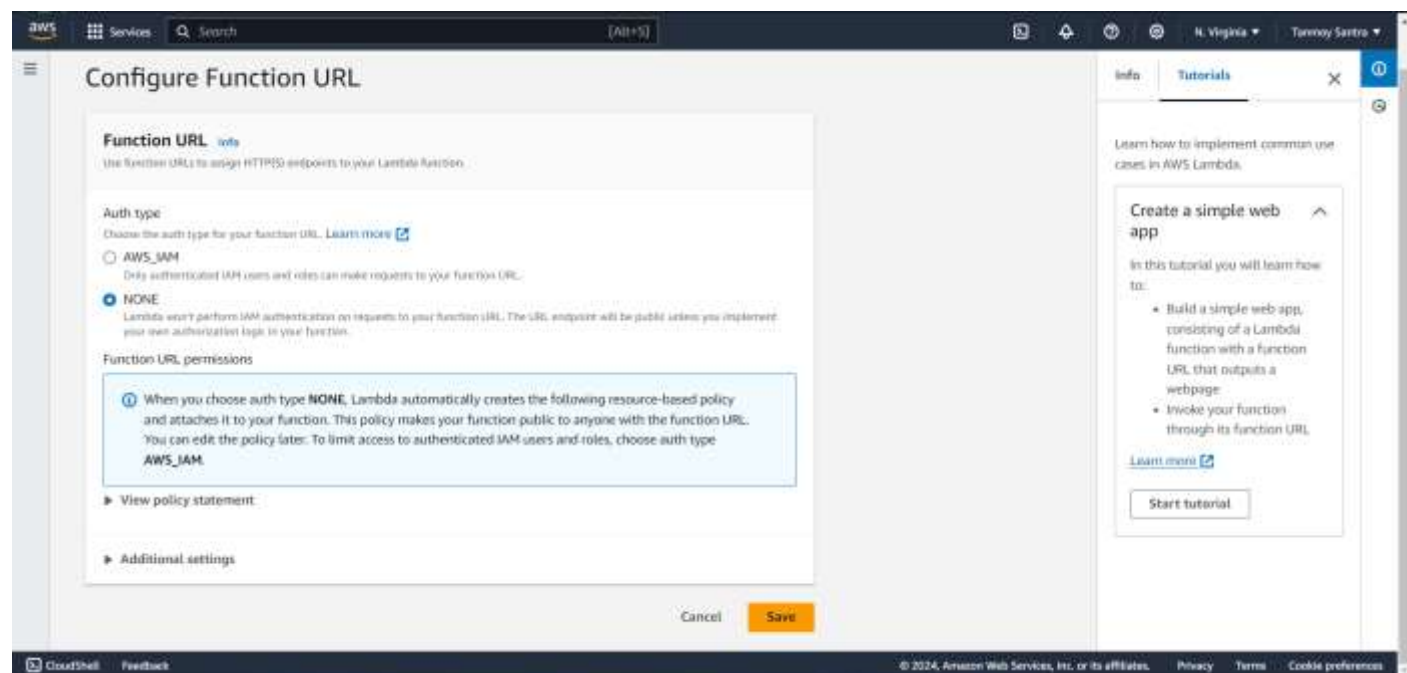 aws
Services
Search
[Alt+S]
N. Virginia
Tanmoy Santra
Configure Function URL
Function URL Info
Use function URLs to assign HTTP(S) endpoints to your Lambda function.
Auth type
Choose the auth type for your function URL. Learn more
AWS_IAM
Only authenticated IAM users and roles can make requests to your function URL.
NONE
Lambda won't perform IAM authentication on requests to your function URL. The URL endpoint will be public unless you implement
your own authorization logic in your function.
Function URL permissions
When you choose auth type NONE, Lambda automatically creates the following resource-based policy
and attaches it to your function. This policy makes your function public to anyone with the function URL.
You can edit the policy later. To limit access to authenticated IAM users and roles, choose auth type
AWS_IAM.
View policy statement
Additional settings
Cancel
Save
Info
Tutorials
Learn how to implement common use
cases in AWS Lambda.
Create a simple web
app
In this tutorial you will learn how
to:
• Build a simple web app,
consisting of a Lambda
function with a function
URL that outputs a
webpage
• Invoke your function
through its function URL
Learn more
Start tutorial
CloudShell
Feedback
© 2024, Amazon Web Services, Inc. or its affiliates.
Privacy
Terms
Cookie preferences